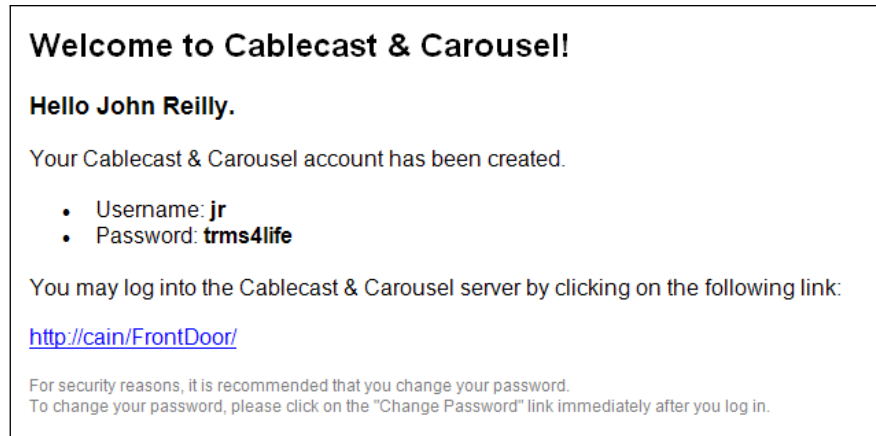 Welcome to Cablecast & Carousel!
Hello John Reilly.
Your Cablecast & Carousel account has been created.
• Username: jr
• Password: trms4life
You may log into the Cablecast & Carousel server by clicking on the following link:
http://cain/FrontDoor/
For security reasons, it is recommended that you change your password.
To change your password, please click on the "Change Password" link immediately after you log in.